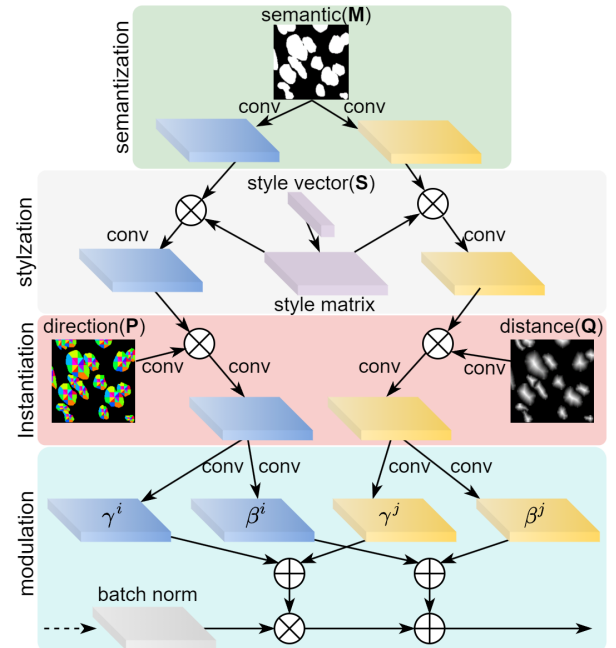 semantization
semantic(M)
conv
conv
stylzation
style vector(S)
conv
conv
style matrix
Instantiation
direction(P)
distance(Q)
conv
conv
conv
conv
modulation
conv
conv
conv
conv
γ^i
β^i
γ^j
β^j
batch norm